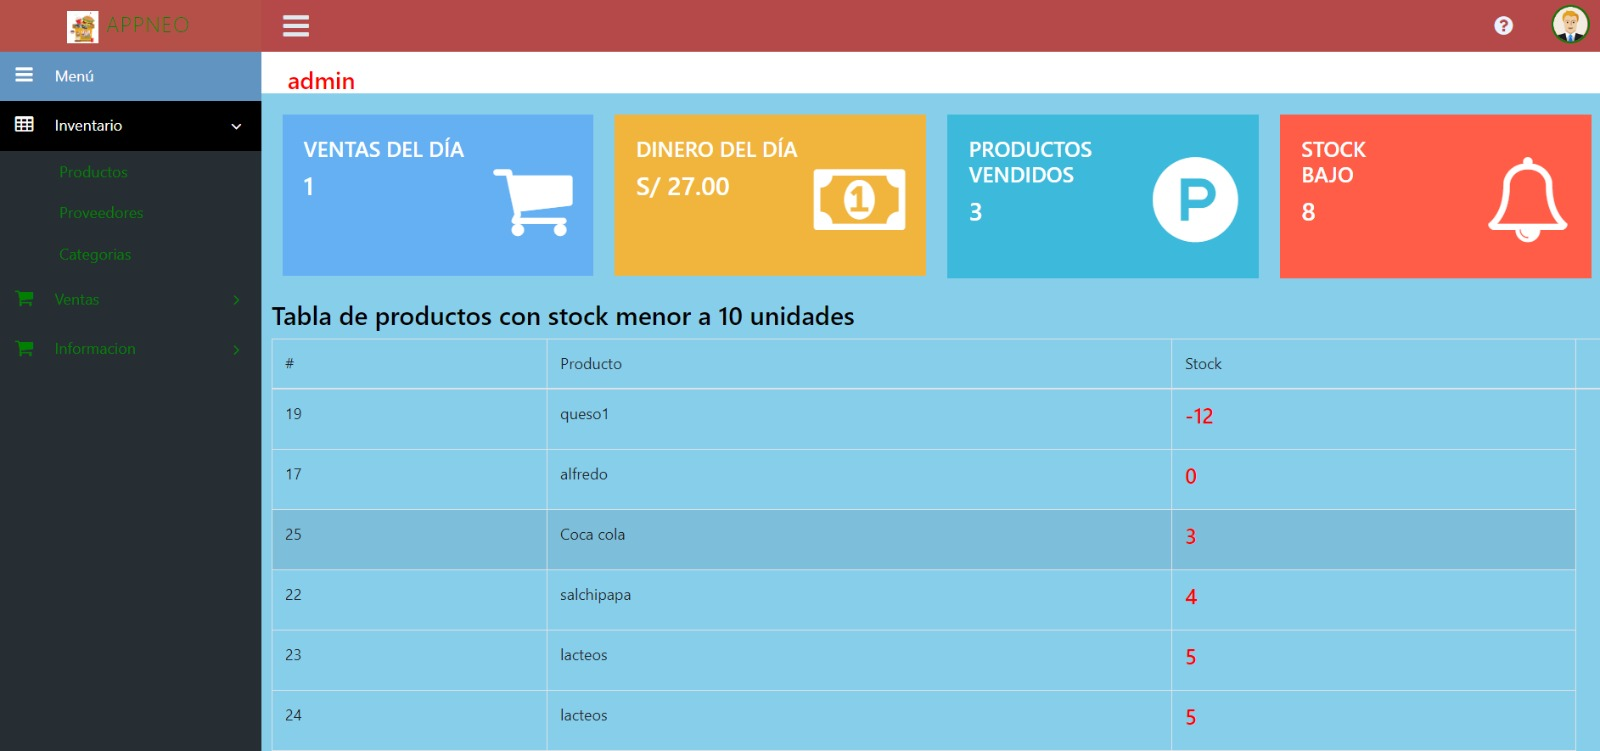 APPNEO
?
Menú
admin
Inventario
Productos
Proveedores
Categorias
Ventas
Informacion
VENTAS DEL DÍA
1
DINERO DEL DÍA
S/ 27.00
1
PRODUCTOS
VENDIDOS
3
P
STOCK
BAJO
8
Tabla de productos con stock menor a 10 unidades
# Producto Stock
19 queso1 -12
17 alfredo 0
25 Coca cola 3
22 salchipapa 4
23 lacteos 5
24 lacteos 5